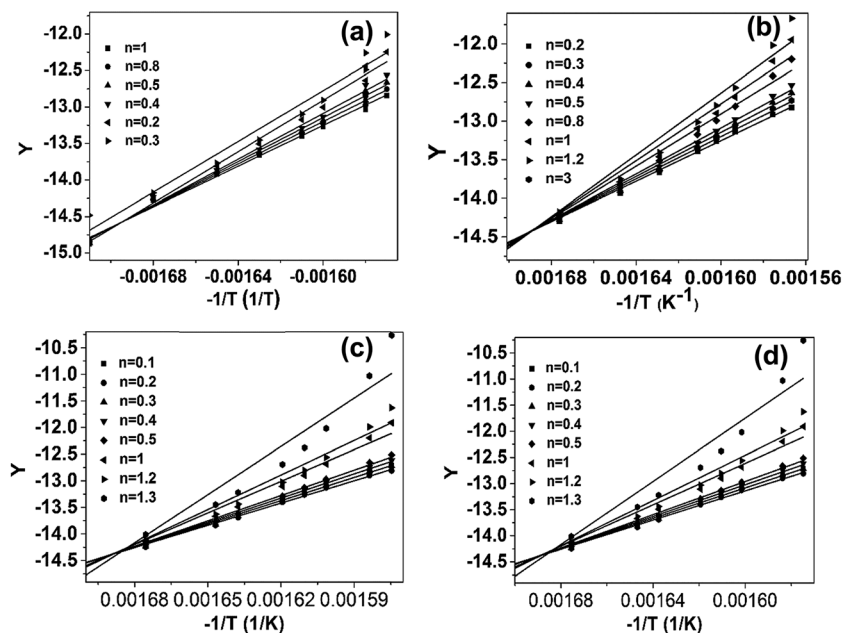 (a)
-12.0
-12.5
-13.0
-13.5
-14.0
-14.5
-15.0
Y
n=1
n=0.8
n=0.5
n=0.4
n=0.2
n=0.3
-0.00168 -0.00164 -0.00160
-1/T (1/T)
(b)
-12.0
-12.5
-13.0
-13.5
-14.0
-14.5
Y
n=0.2
n=0.3
n=0.4
n=0.5
n=0.8
n=1
n=1.2
n=3
0.00168 0.00164 0.00160 0.00156
-1/T (K-1)
(c)
-10.5
-11.0
-11.5
-12.0
-12.5
-13.0
-13.5
-14.0
-14.5
Y
n=0.1
n=0.2
n=0.3
n=0.4
n=0.5
n=1
n=1.2
n=1.3
0.00168 0.00165 0.00162 0.00159
-1/T (1/K)
(d)
-10.5
-11.0
-11.5
-12.0
-12.5
-13.0
-13.5
-14.0
-14.5
Y
n=0.1
n=0.2
n=0.3
n=0.4
n=0.5
n=1
n=1.2
n=1.3
0.00168 0.00164 0.00160
-1/T (1/K)